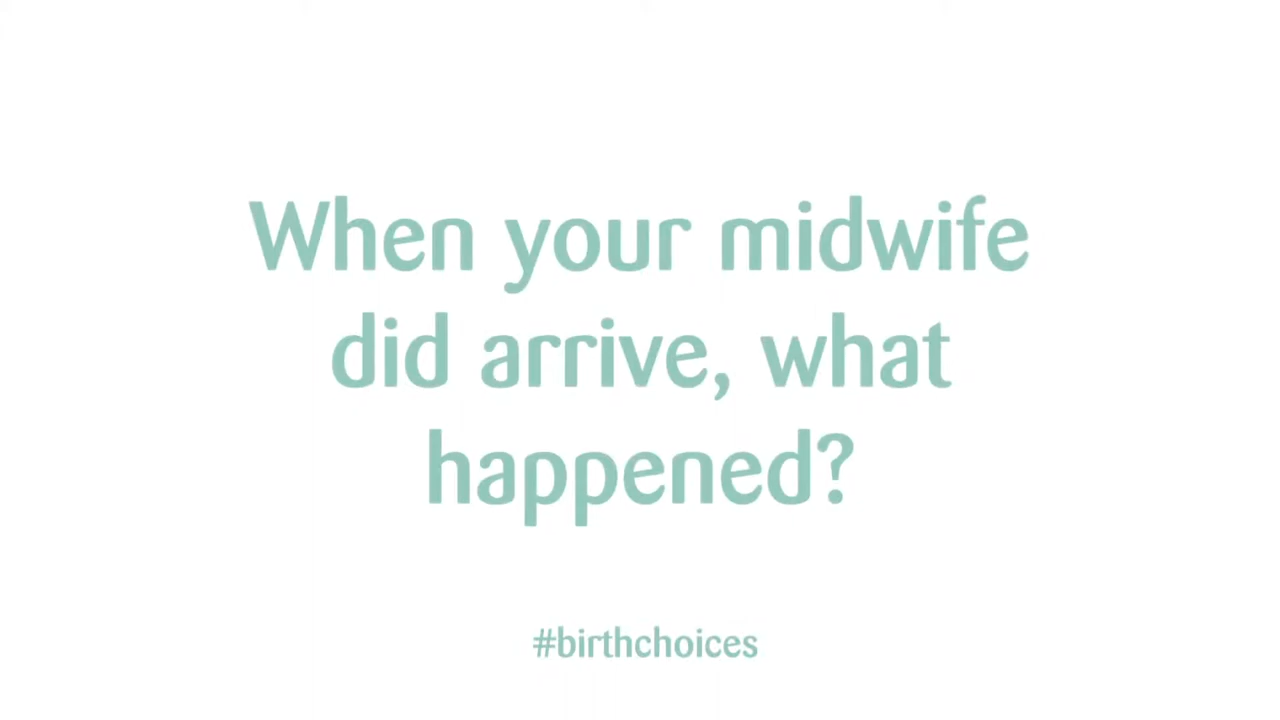 When your midwife
did arrive, what
happened?
#birthchoices